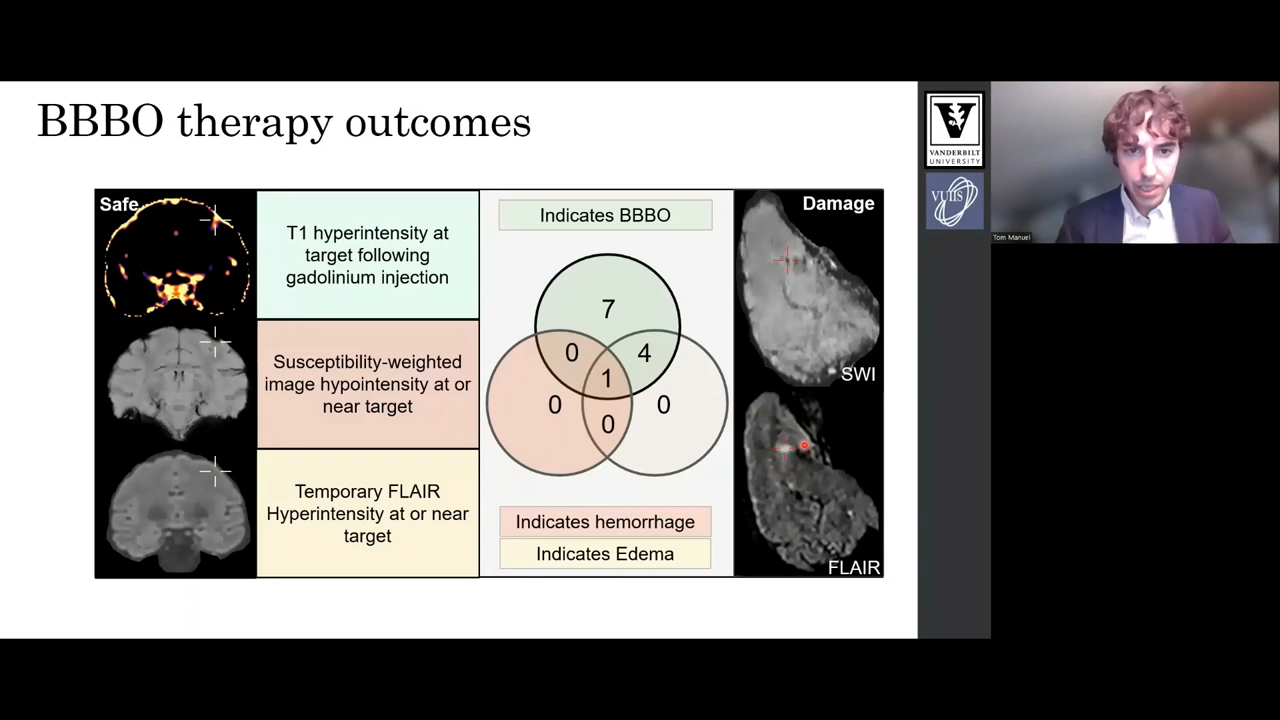 BBBO therapy outcomes
Safe
T1 hyperintensity at
target following
gadolinium injection
Susceptibility-weighted
image hypointensity at or
near target
Temporary FLAIR
Hyperintensity at or near
target
Indicates BBBO
7
0
4
1
0
0
0
Indicates hemorrhage
Indicates Edema
Damage
SWI
FLAIR
V
VANDERBILT
UNIVERSITY
VUIIS
Tom Manuel